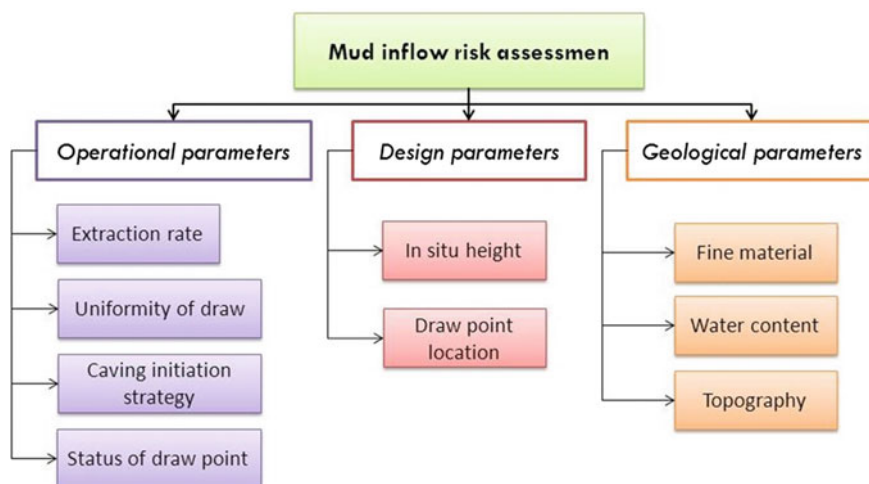 Mud inflow risk assessmen
Operational parameters
Design parameters
Geological parameters
Extraction rate
Uniformity of draw
Caving initiation
strategy
Status of draw point
In situ height
Draw point
location
Fine material
Water content
Topography